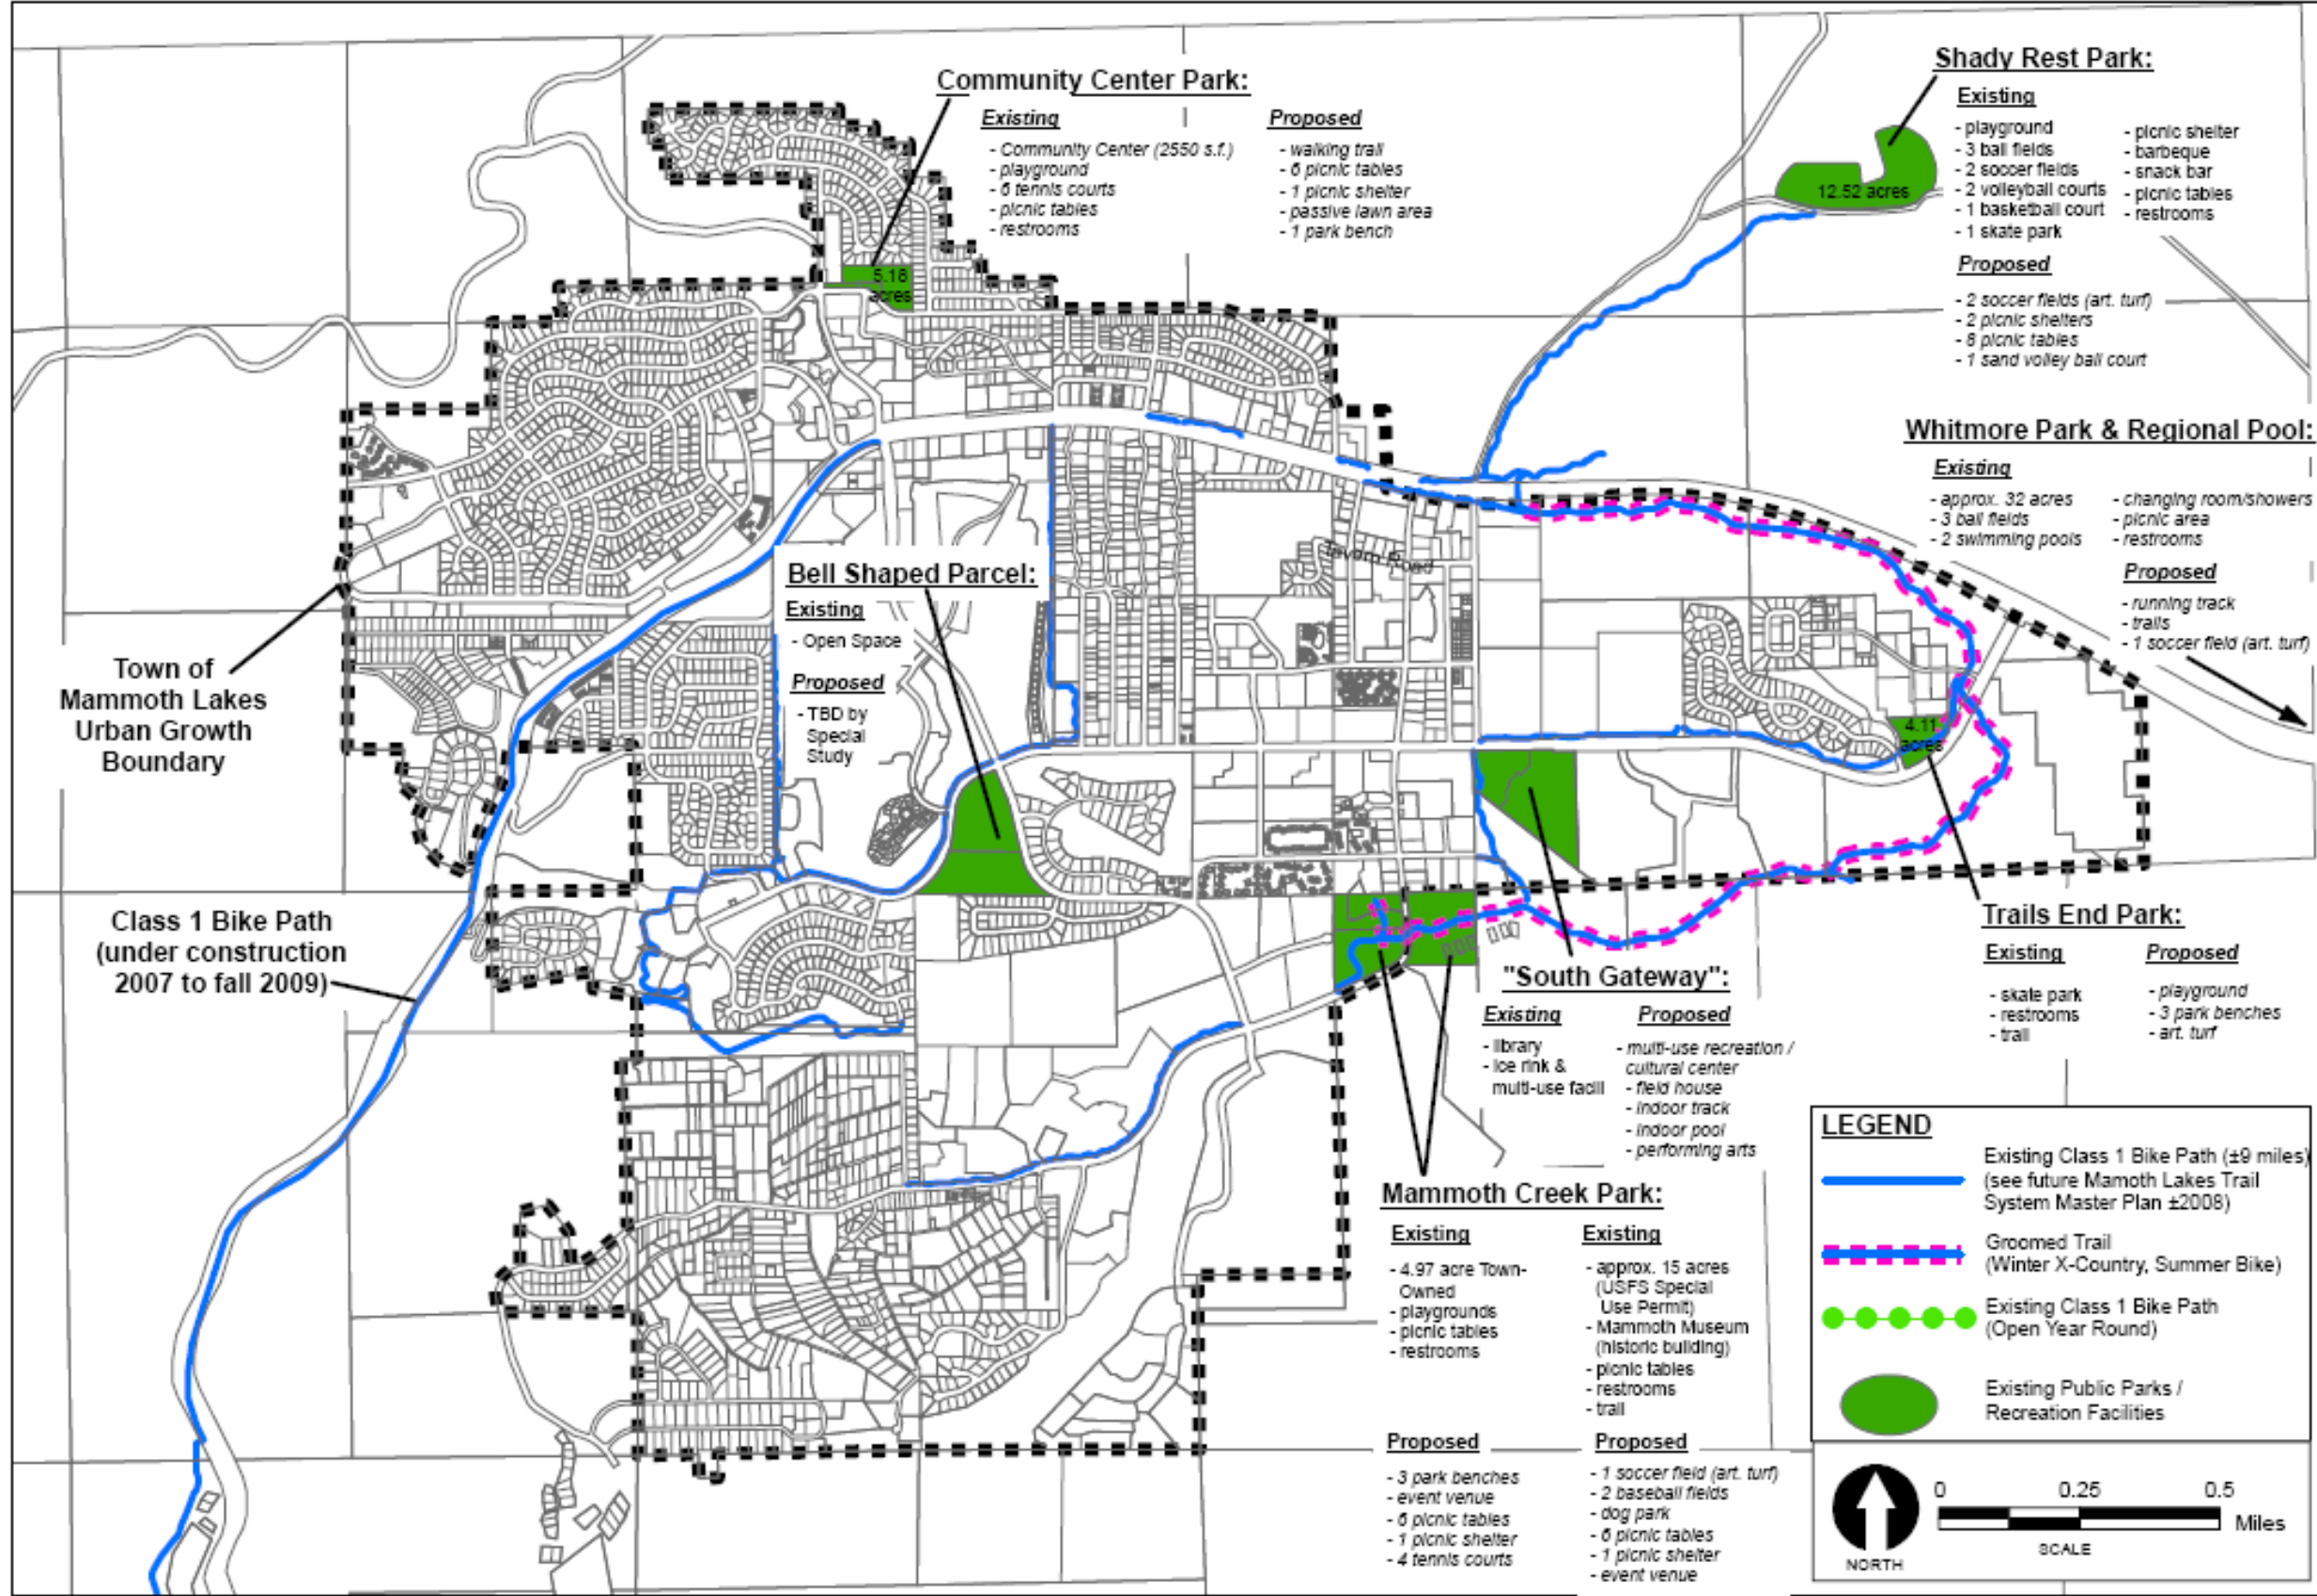 Community Center Park:
Existing
- Community Center (2550 s.f.)
- playground
- 6 tennis courts
- picnic tables
- restrooms
Proposed
- walking trail
- 6 picnic tables
- 1 picnic shelter
- passive lawn area
- 1 park bench
5.18
acres
Shady Rest Park:
Existing
- playground
- 3 ball fields
- 2 soccer fields
- 2 volleyball courts
- 1 basketball court
- 1 skate park
- picnic shelter
- barbeque
- snack bar
- picnic tables
- restrooms
Proposed
- 2 soccer fields (art. turf)
- 2 picnic shelters
- 8 picnic tables
- 1 sand volley ball court
12.52 acres
Whitmore Park & Regional Pool:
Existing
- approx. 32 acres
- 3 ball fields
- 2 swimming pools
- changing room/showers
- picnic area
- restrooms
Proposed
- running track
- trails
- 1 soccer field (art. turf)
Tavern Road
Bell Shaped Parcel:
Existing
- Open Space
Proposed
- TBD by
Special
Study
Town of
Mammoth Lakes
Urban Growth
Boundary
4.11
acres
Class 1 Bike Path
(under construction
2007 to fall 2009)
Trails End Park:
Existing
- skate park
- restrooms
- trail
Proposed
- playground
- 3 park benches
- art. turf
"South Gateway":
Existing
- library
- ice rink &
multi-use facil
Proposed
- multi-use recreation /
cultural center
- field house
- indoor track
- indoor pool
- performing arts
Mammoth Creek Park:
Existing
- 4.97 acre Town-
Owned
- playgrounds
- picnic tables
- restrooms
Existing
- approx. 15 acres
(USFS Special
Use Permit)
- Mammoth Museum
(historic building)
- picnic tables
- restrooms
- trail
Proposed
- 3 park benches
- event venue
- 6 picnic tables
- 1 picnic shelter
- 4 tennis courts
Proposed
- 1 soccer field (art. turf)
- 2 baseball fields
- dog park
- 6 picnic tables
- 1 picnic shelter
- event venue
LEGEND
Existing Class 1 Bike Path (±9 miles)
(see future Mamoth Lakes Trail
System Master Plan ±2008)
Groomed Trail
(Winter X-Country, Summer Bike)
Existing Class 1 Bike Path
(Open Year Round)
Existing Public Parks /
Recreation Facilities
NORTH
0 0.25 0.5
Miles
SCALE